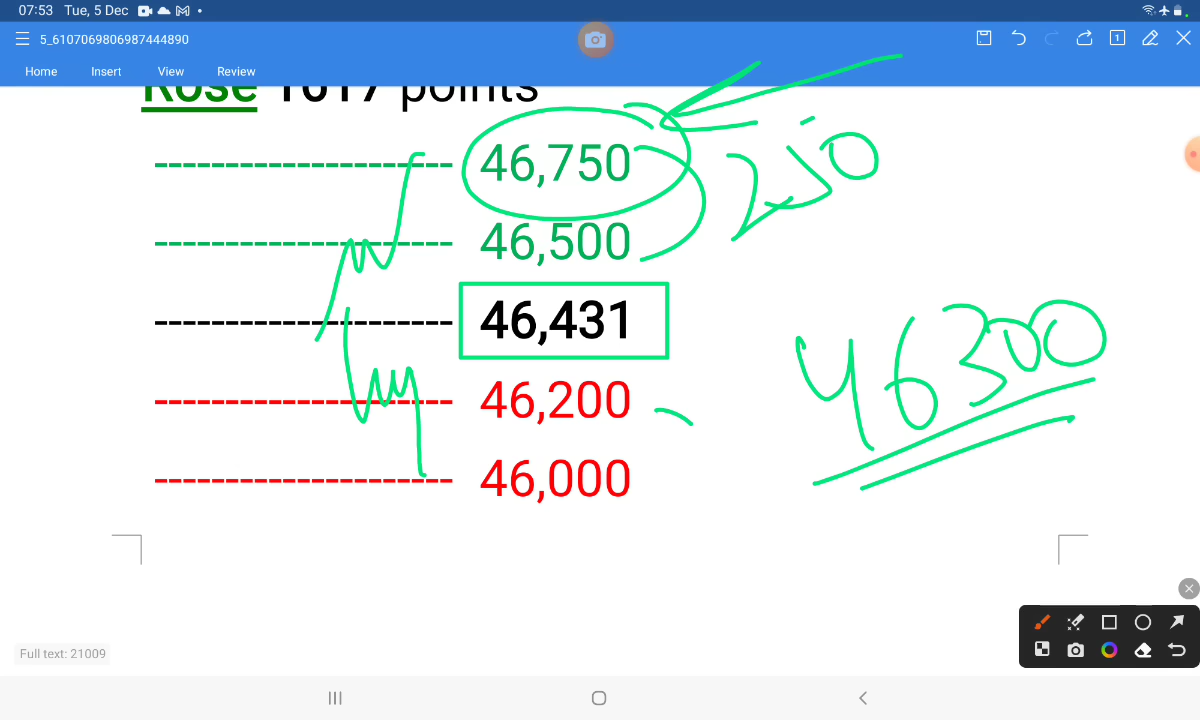 07:53 Tue, 5 Dec
5_6107069806987444890
1
Home Insert View Review
Rose 1617 points
46,750
250
46,500
46,431
46300
46,200
46,000
Full text: 21009